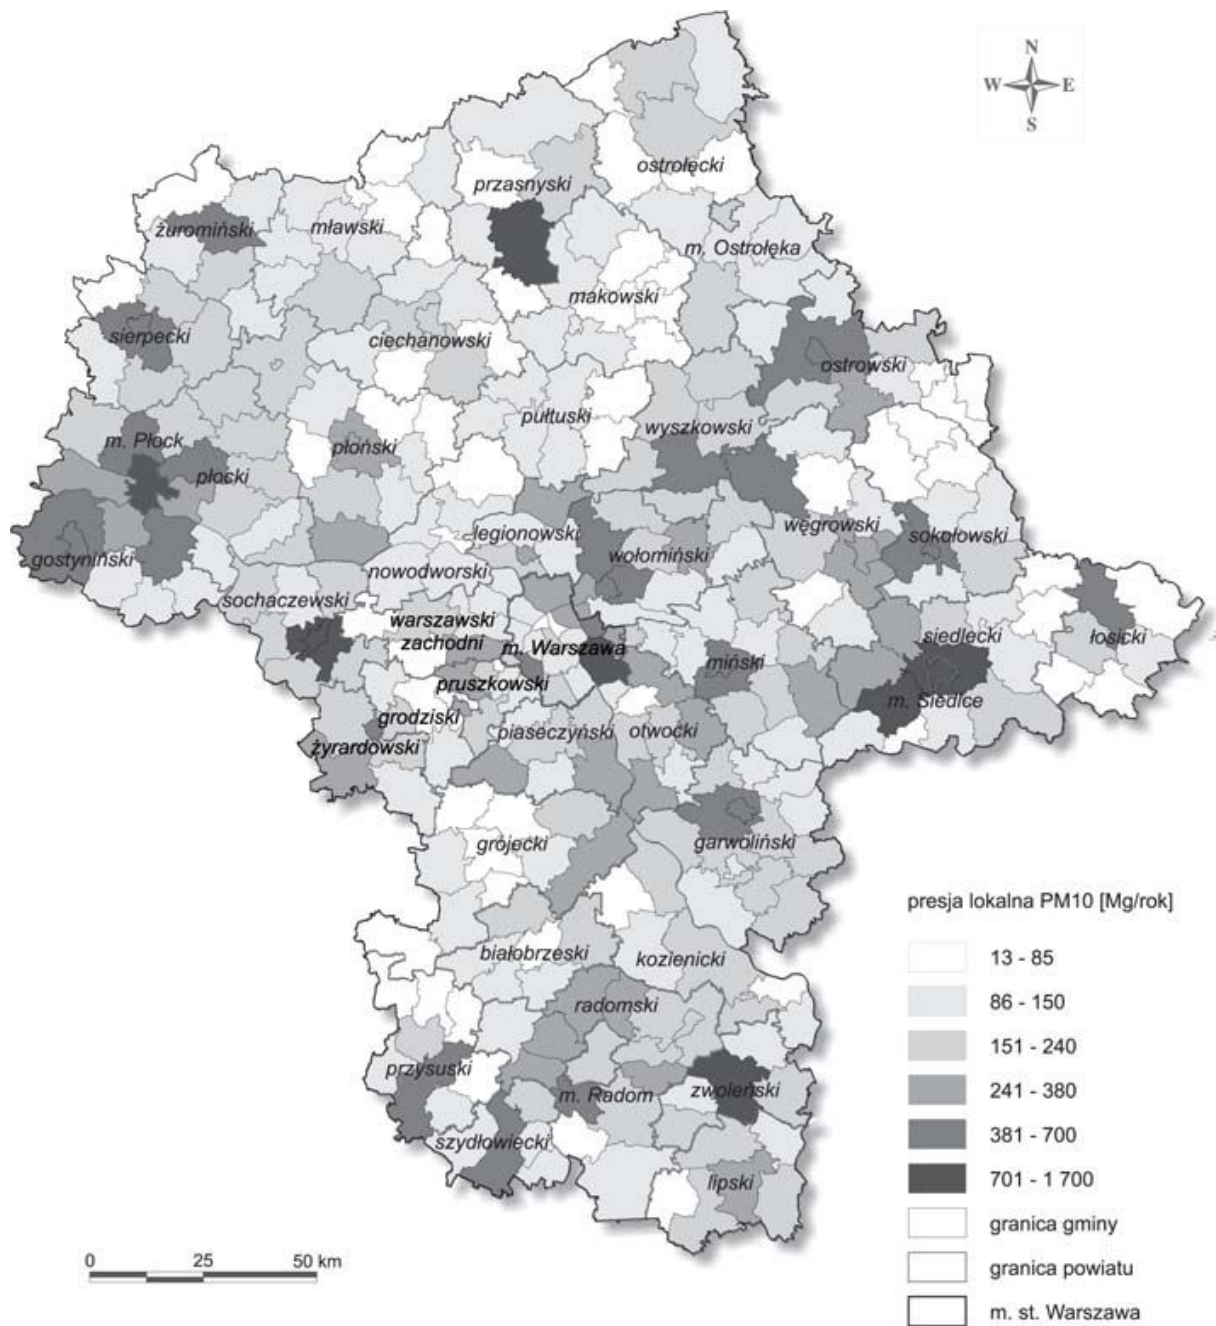 N
W E
S
ostrołęcki
przasnyski
żuromiński
mławski
m. Ostrołęka
makowski
sierpecki
ciechanowski
ostrowski
pułtuski
wyszkowski
m. Płock
płoński
płocki
węgrowski
legionowski
sokołowski
gostyniński
wołomiński
nowodworski
sochaczewski
warszawski
zachodni
m. Warszawa
siedlecki
łosicki
miński
pruszkowski
m. Siedlce
grodziski
piaseczyński
otwocki
żyrardowski
grójecki
garwoliński
białobrzeski
kozienicki
radomski
przysuski
m. Radom
zwoleński
szydłowiecki
lipski
presja lokalna PM10 [Mg/rok]
13 - 85
86 - 150
151 - 240
241 - 380
381 - 700
701 - 1 700
granica gminy
granica powiatu
m. st. Warszawa
0 25 50 km